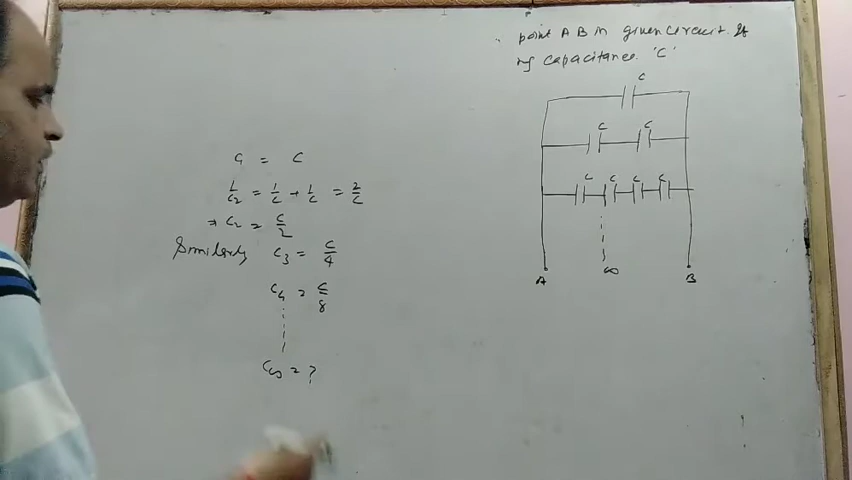 point A B in given circuit. If
of capacitance 'C'
C
C C
C C C C
A ∞ B
C₁ = C
1/C₂ = 1/C + 1/C = 2/C
⇒ C₂ = C/2
Similarly C₃ = C/4
C₄ = C/8
C∞ = ?